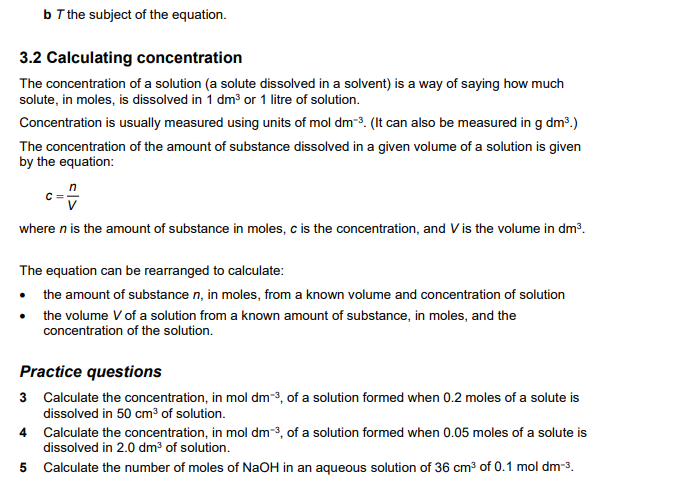 b T the subject of the equation.
3.2 Calculating concentration
The concentration of a solution (a solute dissolved in a solvent) is a way of saying how much
solute, in moles, is dissolved in 1 dm³ or 1 litre of solution.
Concentration is usually measured using units of mol dm⁻³. (It can also be measured in g dm³.)
The concentration of the amount of substance dissolved in a given volume of a solution is given
by the equation:
c = n/V
where n is the amount of substance in moles, c is the concentration, and V is the volume in dm³.
The equation can be rearranged to calculate:
• the amount of substance n, in moles, from a known volume and concentration of solution
• the volume V of a solution from a known amount of substance, in moles, and the
concentration of the solution.
Practice questions
3 Calculate the concentration, in mol dm⁻³, of a solution formed when 0.2 moles of a solute is
dissolved in 50 cm³ of solution.
4 Calculate the concentration, in mol dm⁻³, of a solution formed when 0.05 moles of a solute is
dissolved in 2.0 dm³ of solution.
5 Calculate the number of moles of NaOH in an aqueous solution of 36 cm³ of 0.1 mol dm⁻³.